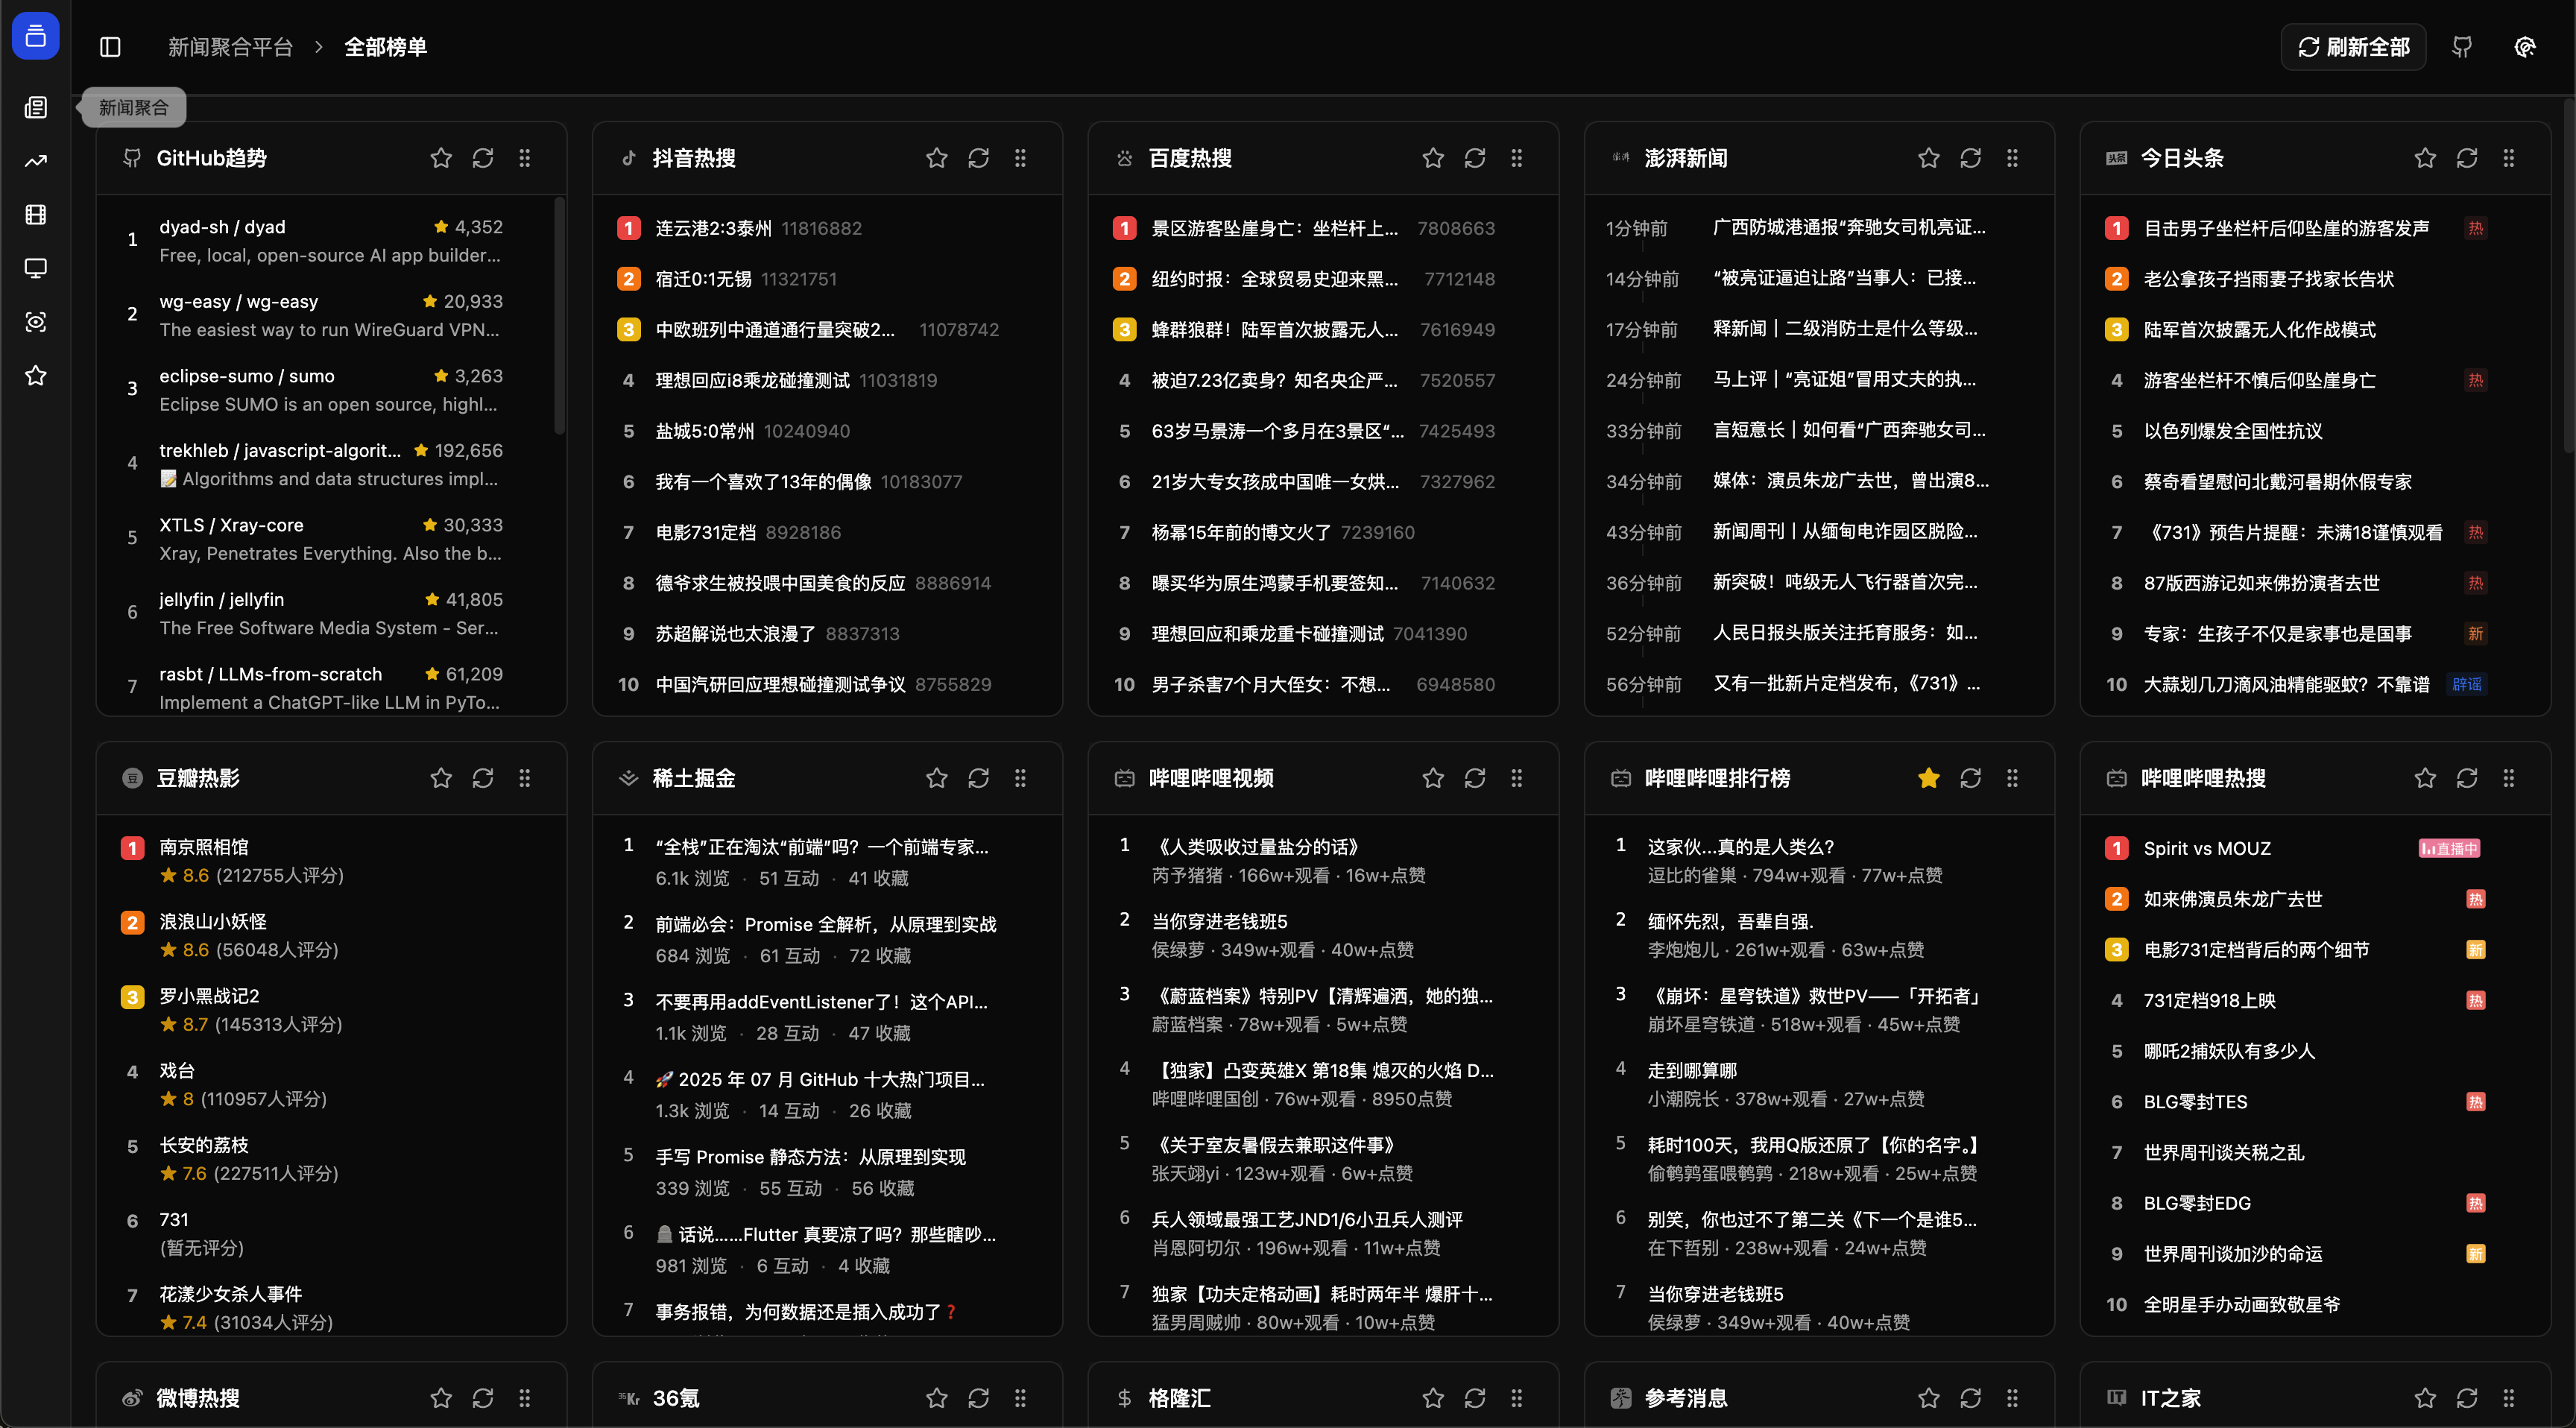 新闻聚合平台 > 全部榜单
刷新全部
新闻聚合
GitHub趋势
1 dyad-sh / dyad 4,352
Free, local, open-source AI app builder...
2 wg-easy / wg-easy 20,933
The easiest way to run WireGuard VPN...
3 eclipse-sumo / sumo 3,263
Eclipse SUMO is an open source, highl...
4 trekhleb / javascript-algorit... 192,656
📝 Algorithms and data structures impl...
5 XTLS / Xray-core 30,333
Xray, Penetrates Everything. Also the b...
6 jellyfin / jellyfin 41,805
The Free Software Media System - Ser...
7 rasbt / LLMs-from-scratch 61,209
Implement a ChatGPT-like LLM in PyTo...
抖音热搜
1 连云港2:3泰州 11816882
2 宿迁0:1无锡 11321751
3 中欧班列中通道通行量突破2... 11078742
4 理想回应i8乘龙碰撞测试 11031819
5 盐城5:0常州 10240940
6 我有一个喜欢了13年的偶像 10183077
7 电影731定档 8928186
8 德爷求生被投喂中国美食的反应 8886914
9 苏超解说也太浪漫了 8837313
10 中国汽研回应理想碰撞测试争议 8755829
百度热搜
1 景区游客坠崖身亡：坐栏杆上... 7808663
2 纽约时报：全球贸易史迎来黑... 7712148
3 蜂群狼群！陆军首次披露无人... 7616949
4 被迫7.23亿卖身？知名央企严... 7520557
5 63岁马景涛一个多月在3景区“... 7425493
6 21岁大专女孩成中国唯一女烘... 7327962
7 杨幂15年前的博文火了 7239160
8 曝买华为原生鸿蒙手机要签知... 7140632
9 理想回应和乘龙重卡碰撞测试 7041390
10 男子杀害7个月大侄女：不想... 6948580
澎湃 澎湃新闻
1分钟前 广西防城港通报“奔驰女司机亮证...
14分钟前 “被亮证逼迫让路”当事人：已接...
17分钟前 释新闻｜二级消防士是什么等级...
24分钟前 马上评｜“亮证姐”冒用丈夫的执...
33分钟前 言短意长｜如何看“广西奔驰女司...
34分钟前 媒体：演员朱龙广去世，曾出演8...
43分钟前 新闻周刊丨从缅甸电诈园区脱险...
36分钟前 新突破！吨级无人飞行器首次完...
52分钟前 人民日报头版关注托育服务：如...
56分钟前 又有一批新片定档发布，《731》...
头条 今日头条
1 目击男子坐栏杆后仰坠崖的游客发声 热
2 老公拿孩子挡雨妻子找家长告状
3 陆军首次披露无人化作战模式
4 游客坐栏杆不慎后仰坠崖身亡 热
5 以色列爆发全国性抗议
6 蔡奇看望慰问北戴河暑期休假专家
7 《731》预告片提醒：未满18谨慎观看 热
8 87版西游记如来佛扮演者去世 热
9 专家：生孩子不仅是家事也是国事 新
10 大蒜划几刀滴风油精能驱蚊？不靠谱 辟谣
豆 豆瓣热影
1 南京照相馆
8.6 (212755人评分)
2 浪浪山小妖怪
8.6 (56048人评分)
3 罗小黑战记2
8.7 (145313人评分)
4 戏台
8 (110957人评分)
5 长安的荔枝
7.6 (227511人评分)
6 731
(暂无评分)
7 花漾少女杀人事件
7.4 (31034人评分)
稀土掘金
1 “全栈”正在淘汰“前端”吗？一个前端专家...
6.1k 浏览 · 51 互动 · 41 收藏
2 前端必会：Promise 全解析，从原理到实战
684 浏览 · 61 互动 · 72 收藏
3 不要再用addEventListener了！这个API...
1.1k 浏览 · 28 互动 · 47 收藏
4 🚀 2025 年 07 月 GitHub 十大热门项目...
1.3k 浏览 · 14 互动 · 26 收藏
5 手写 Promise 静态方法：从原理到实现
339 浏览 · 55 互动 · 56 收藏
6 🪦 话说……Flutter 真要凉了吗？那些瞎吵...
981 浏览 · 6 互动 · 4 收藏
7 事务报错，为何数据还是插入成功了❓
哔哩哔哩视频
1 《人类吸收过量盐分的话》
芮予猪猪 · 166w+观看 · 16w+点赞
2 当你穿进老钱班5
侯绿萝 · 349w+观看 · 40w+点赞
3 《蔚蓝档案》特别PV【清辉遍洒，她的独...
蔚蓝档案 · 78w+观看 · 5w+点赞
4 【独家】凸变英雄X 第18集 熄灭的火焰 D...
哔哩哔哩国创 · 76w+观看 · 8950点赞
5 《关于室友暑假去兼职这件事》
张天翊yi · 123w+观看 · 6w+点赞
6 兵人领域最强工艺JND1/6小丑兵人测评
肖恩阿切尔 · 196w+观看 · 11w+点赞
7 独家【功夫定格动画】耗时两年半 爆肝十...
猛男周贼帅 · 80w+观看 · 10w+点赞
哔哩哔哩排行榜
1 这家伙...真的是人类么?
逗比的雀巢 · 794w+观看 · 77w+点赞
2 缅怀先烈，吾辈自强.
李炮炮儿 · 261w+观看 · 63w+点赞
3 《崩坏：星穹铁道》救世PV——「开拓者」
崩坏星穹铁道 · 518w+观看 · 45w+点赞
4 走到哪算哪
小潮院长 · 378w+观看 · 27w+点赞
5 耗时100天，我用Q版还原了【你的名字。】
偷鹌鹑蛋喂鹌鹑 · 218w+观看 · 25w+点赞
6 别笑，你也过不了第二关《下一个是谁5...
在下哲别 · 238w+观看 · 24w+点赞
7 当你穿进老钱班5
侯绿萝 · 349w+观看 · 40w+点赞
哔哩哔哩热搜
1 Spirit vs MOUZ 直播中
2 如来佛演员朱龙广去世 热
3 电影731定档背后的两个细节 新
4 731定档918上映 热
5 哪吒2捕妖队有多少人
6 BLG零封TES 热
7 世界周刊谈关税之乱
8 BLG零封EDG 热
9 世界周刊谈加沙的命运 新
10 全明星手办动画致敬星爷
微博热搜
36Kr 36氪
$ 格隆汇
参考消息
IT IT之家